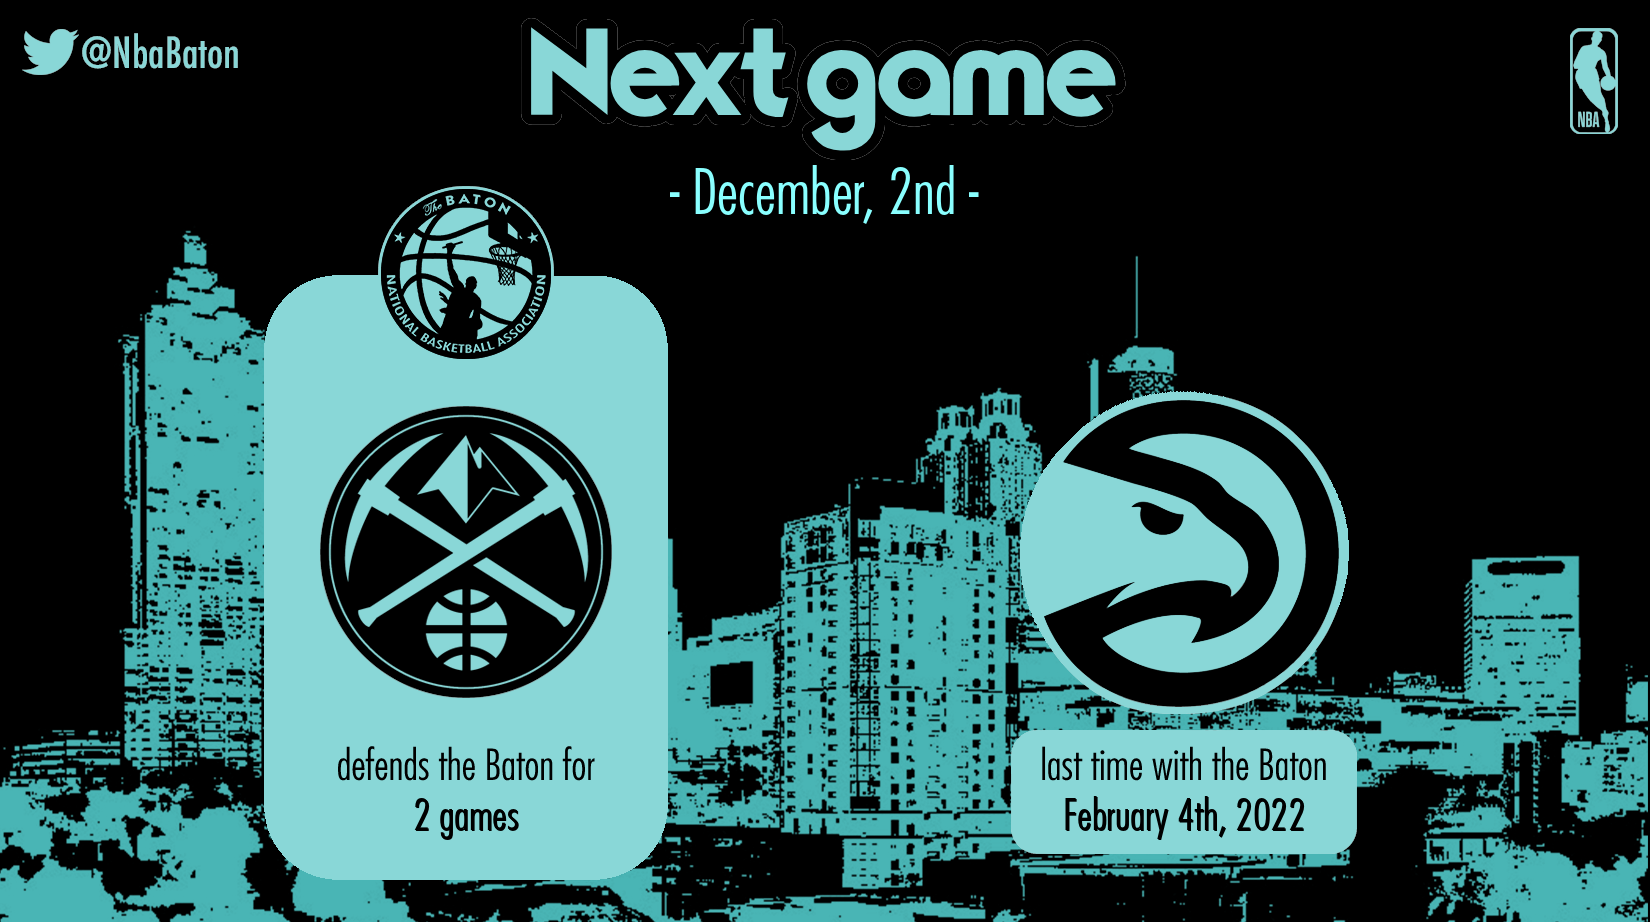 @NbaBaton
Next game
NBA
- December, 2nd -
The BATON
NATIONAL BASKETBALL ASSOCIATION
defends the Baton for
2 games
last time with the Baton
February 4th, 2022